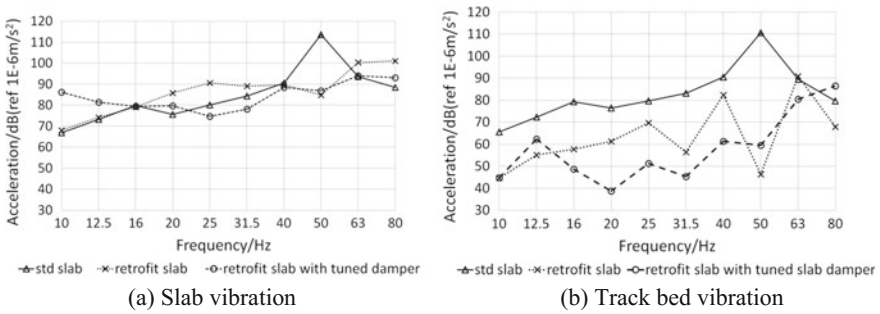 Acceleration/dB(ref 1E-6m/s²)
120
110
100
90
80
70
60
50
40
30
10 12.5 16 20 25 31.5 40 50 63 80
Frequency/Hz
std slab retrofit slab retrofit slab with tuned damper
(a) Slab vibration
Acceleration/dB(ref 1E-6m/s²)
120
110
100
90
80
70
60
50
40
30
10 12.5 16 20 25 31.5 40 50 63 80
Frequency/Hz
std slab retrofit slab retrofit slab with tuned slab damper
(b) Track bed vibration